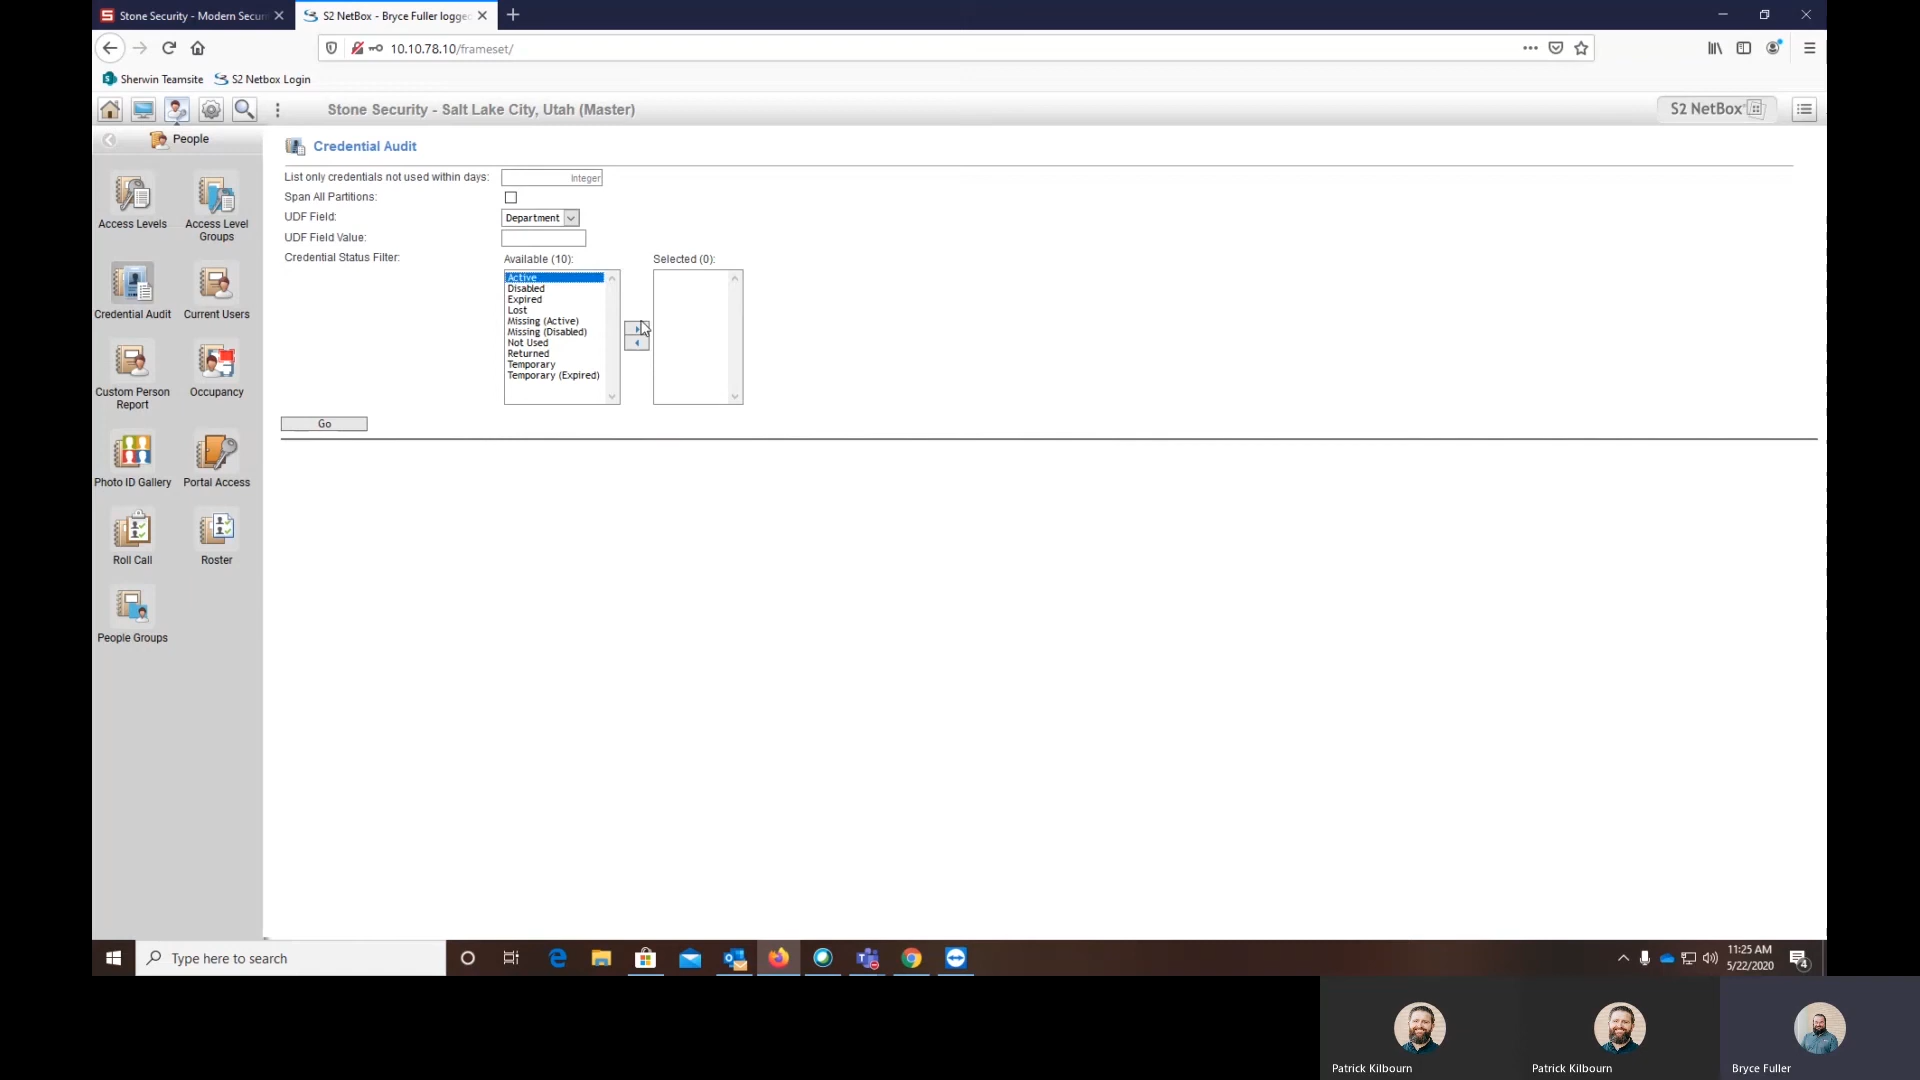 Stone Security - Modern Secur
S2 NetBox - Bryce Fuller logge
10.10.78.10/frameset/
Sherwin Teamsite
S2 Netbox Login
Stone Security - Salt Lake City, Utah (Master)
S2 NetBox
People
Access Levels
Access Level
Groups
Credential Audit
Current Users
Custom Person
Report
Occupancy
Photo ID Gallery
Portal Access
Roll Call
Roster
People Groups
Credential Audit
List only credentials not used within days:
Integer
Span All Partitions:
UDF Field:
Department
UDF Field Value:
Credential Status Filter:
Available (10):
Selected (0):
Active
Disabled
Expired
Lost
Missing (Active)
Missing (Disabled)
Not Used
Returned
Temporary
Temporary (Expired)
Go
Type here to search
11:25 AM
5/22/2020
4
Patrick Kilbourn
Patrick Kilbourn
Bryce Fuller